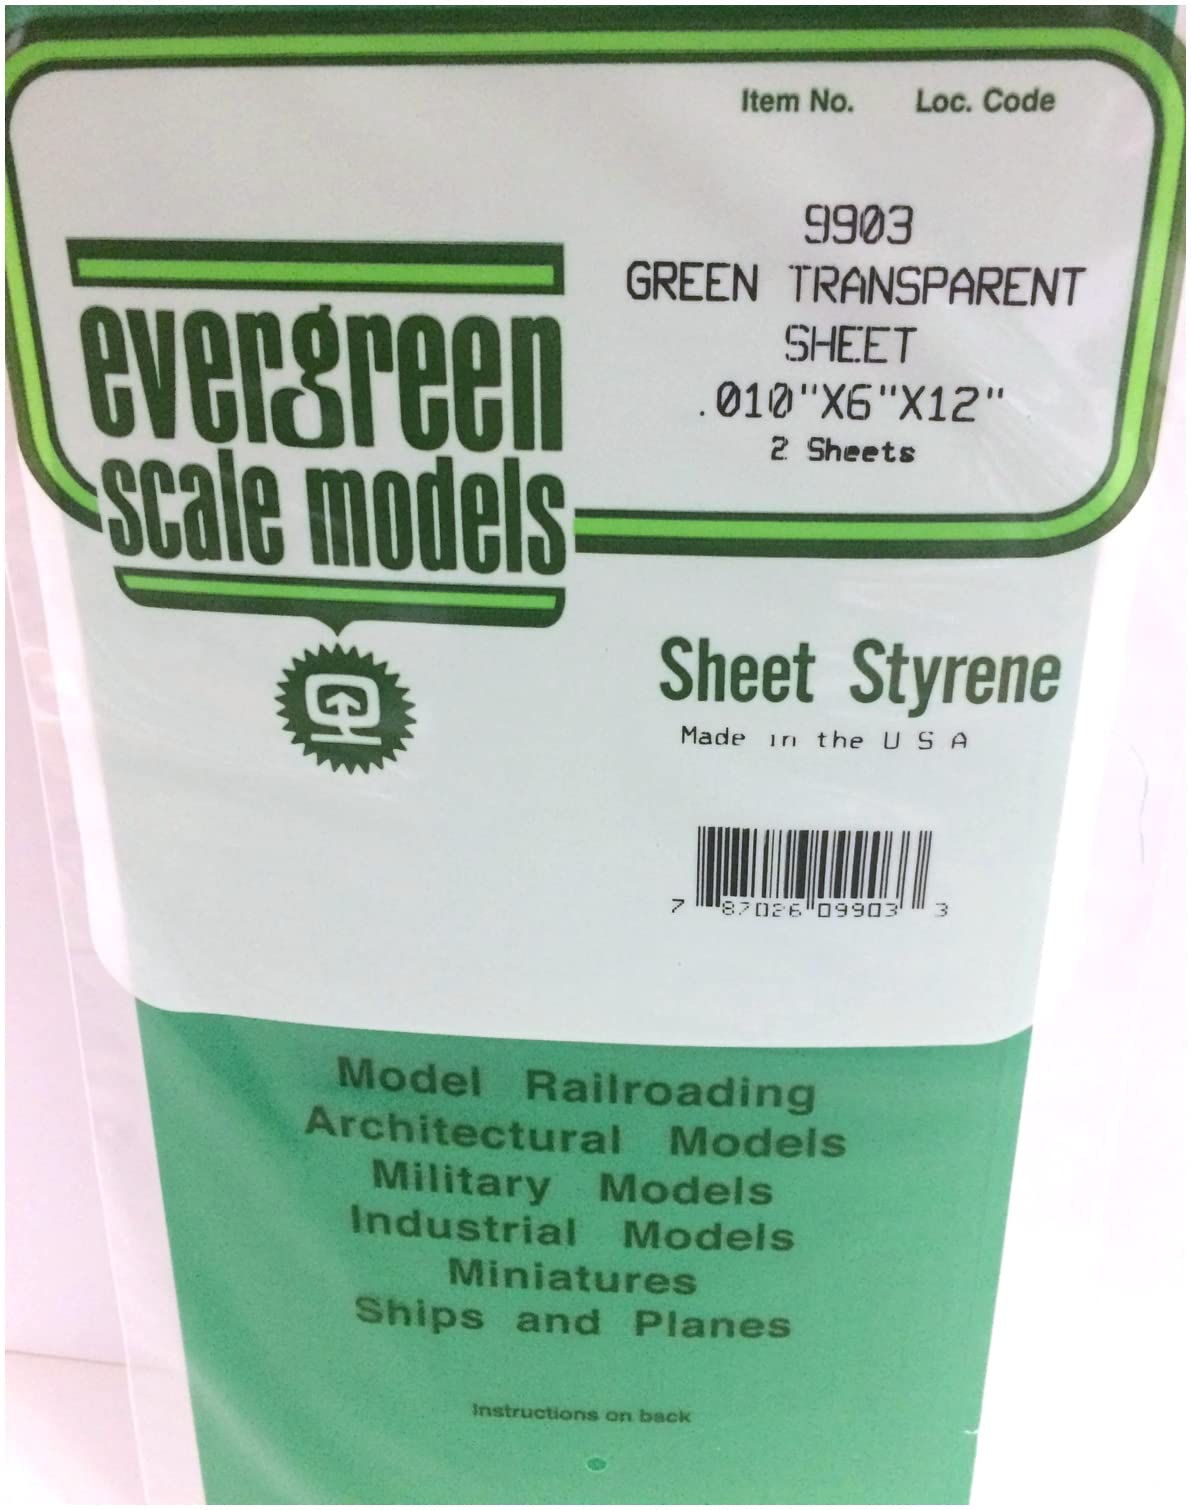 Item No. Loc. Code
9903
GREEN TRANSPARENT
SHEET
.010"X6"X12"
2 Sheets
evergreen
scale models
Sheet Styrene
Made in the U S A
7 87026 09903 3
Model Railroading
Architectural Models
Military Models
Industrial Models
Miniatures
Ships and Planes
Instructions on back